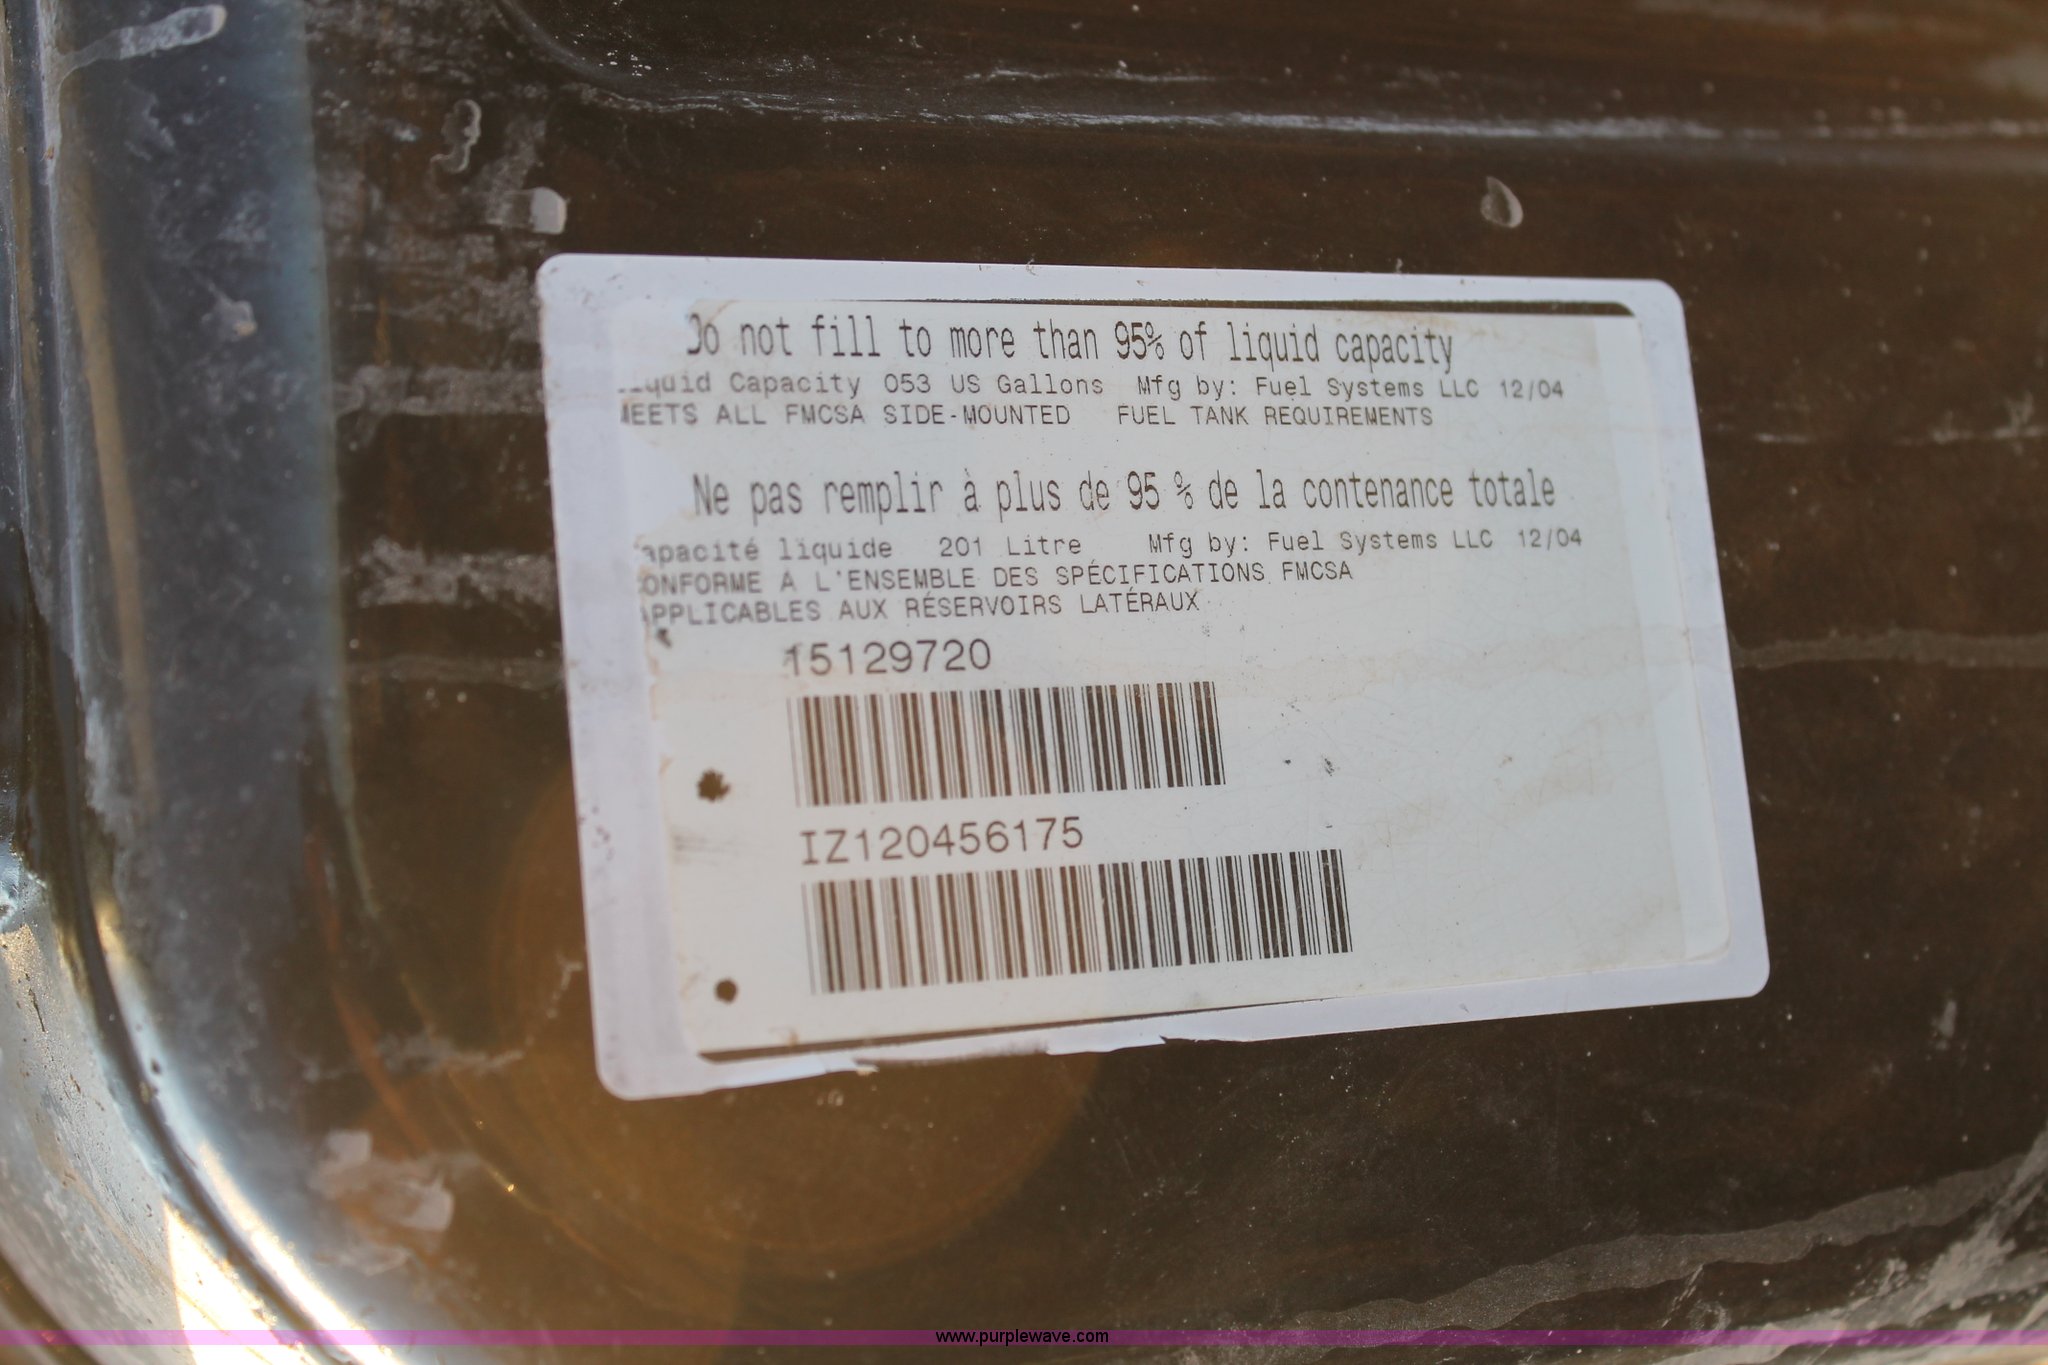 Do not fill to more than 95% of liquid capacity
Liquid Capacity 053 US Gallons Mfg by: Fuel Systems LLC 12/04
MEETS ALL FMCSA SIDE-MOUNTED FUEL TANK REQUIREMENTS
Ne pas remplir à plus de 95 % de la contenance totale
apacité liquide 201 Litre Mfg by: Fuel Systems LLC 12/04
CONFORME A L'ENSEMBLE DES SPÉCIFICATIONS FMCSA
APPLICABLES AUX RÉSERVOIRS LATÉRAUX
15129720
IZ120456175
www.purplewave.com